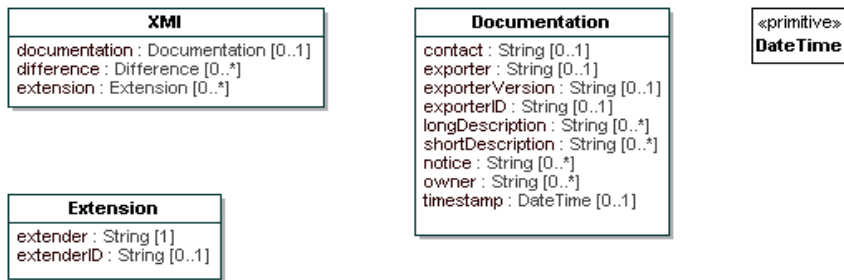 XMI
documentation : Documentation [0..1]
difference : Difference [0..*]
extension : Extension [0..*]
Documentation
contact : String [0..1]
exporter : String [0..1]
exporterVersion : String [0..1]
exporterID : String [0..1]
longDescription : String [0..*]
shortDescription : String [0..*]
notice : String [0..*]
owner : String [0..*]
timestamp : DateTime [0..1]
«primitive»
DateTime
Extension
extender : String [1]
extenderID : String [0..1]